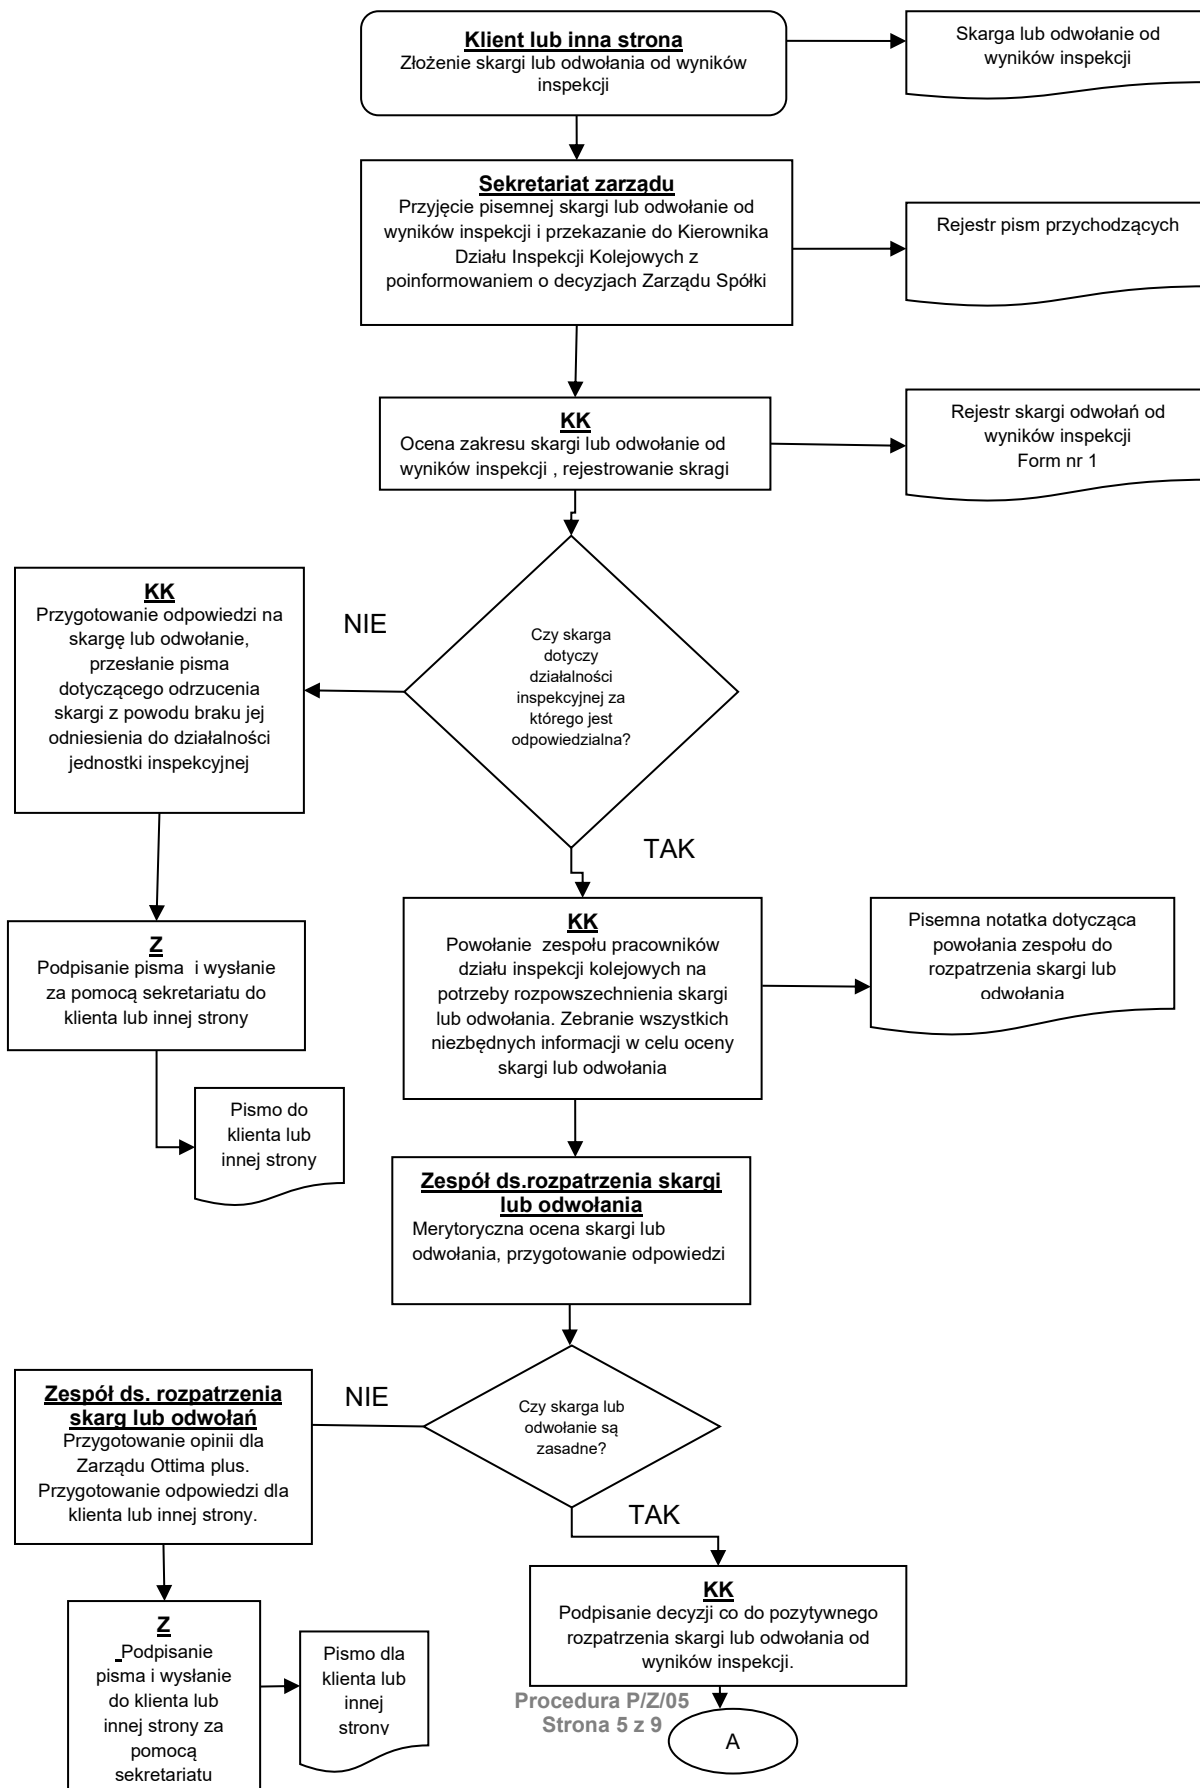 Klient lub inna strona
Złożenie skargi lub odwołania od wyników
inspekcji
Skarga lub odwołanie od
wyników inspekcji
Sekretariat zarządu
Przyjęcie pisemnej skargi lub odwołanie od
wyników inspekcji i przekazanie do Kierownika
Działu Inspekcji Kolejowych z
poinformowaniem o decyzjach Zarządu Spółki
Rejestr pism przychodzących
KK
Ocena zakresu skargi lub odwołanie od
wyników inspekcji , rejestrowanie skragi
Rejestr skargi odwołań od
wyników inspekcji
Form nr 1
Czy skarga
dotyczy
działalności
inspekcyjnej za
którego jest
odpowiedzialna?
NIE
KK
Przygotowanie odpowiedzi na
skargę lub odwołanie,
przesłanie pisma
dotyczącego odrzucenia
skargi z powodu braku jej
odniesienia do działalności
jednostki inspekcyjnej
TAK
Z
Podpisanie pisma i wysłanie
za pomocą sekretariatu do
klienta lub innej strony
Pismo do
klienta lub
innej strony
KK
Powołanie zespołu pracowników
działu inspekcji kolejowych na
potrzeby rozpowszechnienia skargi
lub odwołania. Zebranie wszystkich
niezbędnych informacji w celu oceny
skargi lub odwołania
Pisemna notatka dotycząca
powołania zespołu do
rozpatrzenia skargi lub
odwołania
Zespół ds.rozpatrzenia skargi
lub odwołania
Merytoryczna ocena skargi lub
odwołania, przygotowanie odpowiedzi
Czy skarga lub
odwołanie są
zasadne?
NIE
Zespół ds. rozpatrzenia
skarg lub odwołań
Przygotowanie opinii dla
Zarządu Ottima plus.
Przygotowanie odpowiedzi dla
klienta lub innej strony.
TAK
Z
Podpisanie
pisma i wysłanie
do klienta lub
innej strony za
pomocą
sekretariatu
Pismo dla
klienta lub
innej
strony
KK
Podpisanie decyzji co do pozytywnego
rozpatrzenia skargi lub odwołania od
wyników inspekcji.
Procedura P/Z/05
Strona 5 z 9
A